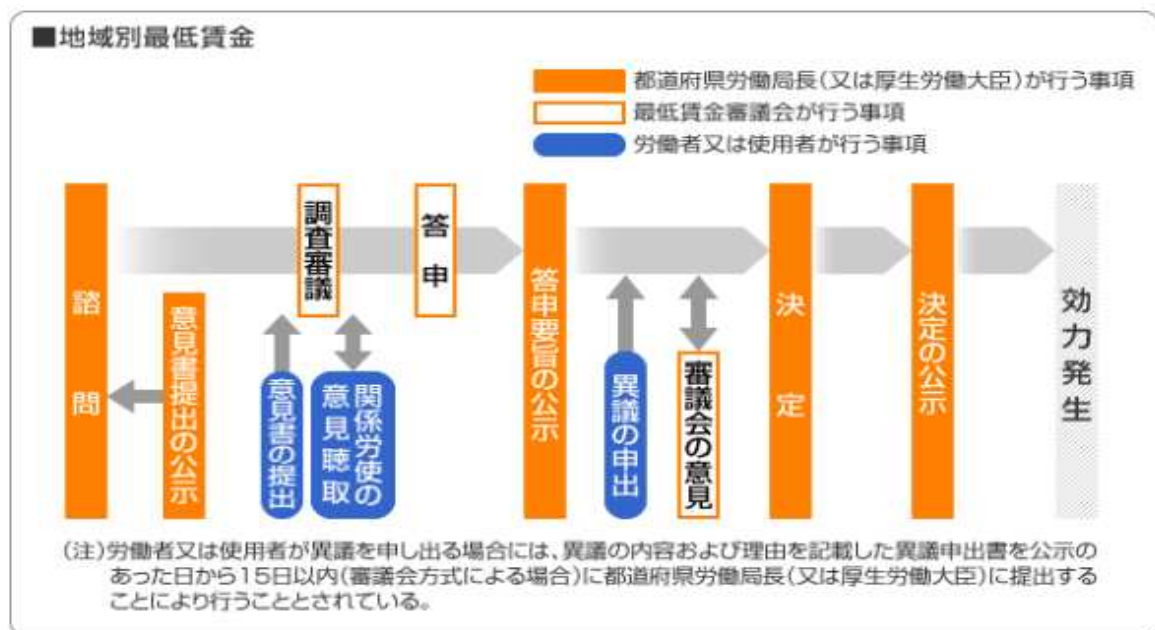 ■地域別最低賃金
都道府県労働局長(又は厚生労働大臣)が行う事項
最低賃金審議会が行う事項
労働者又は使用者が行う事項
諮問
意見書提出の公示
調査審議
意見書の提出
関係労使の
意見聴取
答申
答申要旨の公示
異議の申出
審議会の意見
決定
決定の公示
効力発生
(注)労働者又は使用者が異議を申し出る場合には、異議の内容および理由を記載した異議申出書を公示の
あった日から15日以内(審議会方式による場合)に都道府県労働局長(又は厚生労働大臣)に提出する
ことにより行うこととされている。